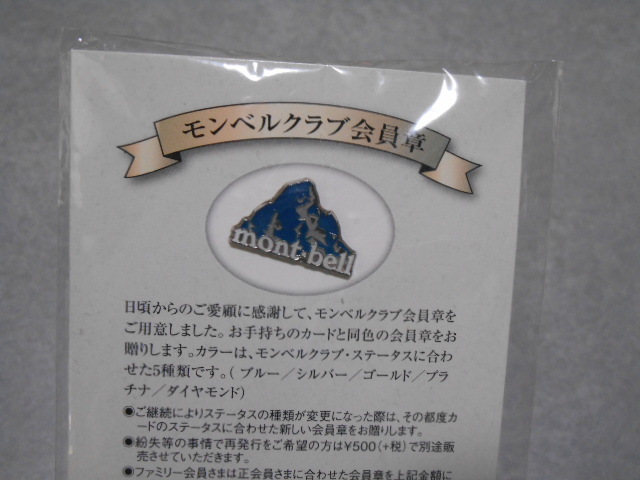 モンベルクラブ会員章
mont-bell
日頃からのご愛顧に感謝して、モンベルクラブ会員章を
ご用意しました。お手持ちのカードと同色の会員章をお
贈りします。カラーは、モンベルクラブ・ステータスに合わ
せた5種類です。( ブルー／シルバー／ゴールド／プラ
チナ／ダイヤモンド)
●ご継続によりステータスの種類が変更になった際は、その都度カ
ードのステータスに合わせた新しい会員章をお贈りします。
●紛失等の事情で再発行をご希望の方は¥500(+税)で別途販
売させていただきます。
●ファミリー会員さまは正会員さまに合わせた会員章を上記金額に